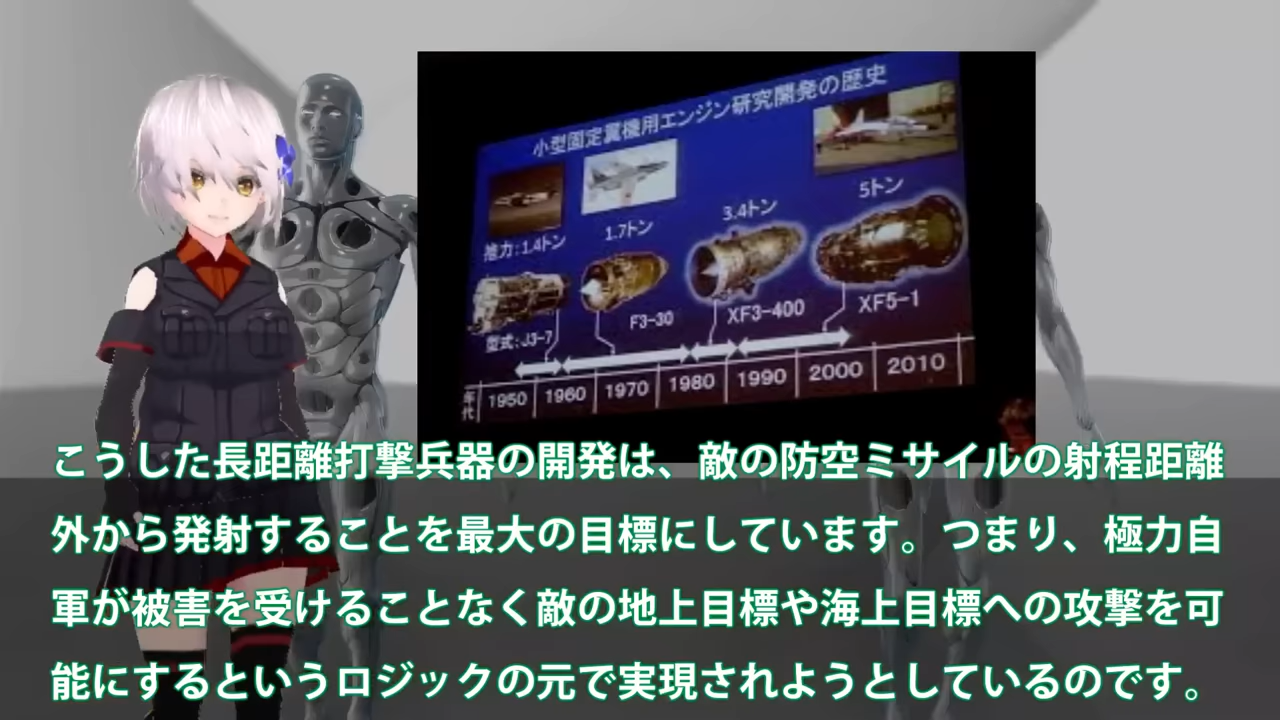 小型固定翼機用エンジン研究開発の歴史
推力:1.4トン
1.7トン
3.4トン
5トン
型式:J3-7
F3-30
XF3-400
XF5-1
年代
1950 1960 1970 1980 1990 2000 2010
こうした長距離打撃兵器の開発は、敵の防空ミサイルの射程距離
外から発射することを最大の目標にしています。つまり、極力自
軍が被害を受けることなく敵の地上目標や海上目標への攻撃を可
能にするというロジックの元で実現されようとしているのです。